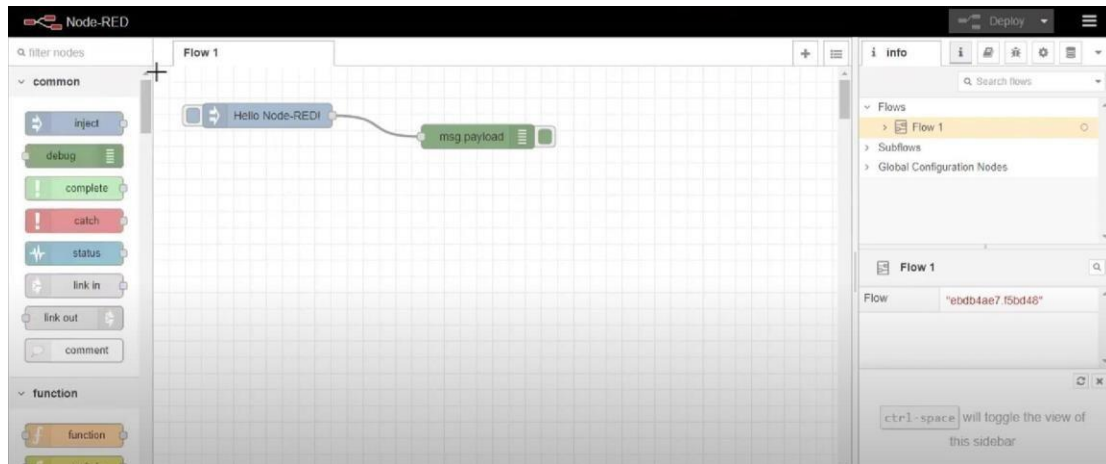 Node-RED
Deploy
filter nodes
Flow 1
info
i
Search flows
common
Flows
Flow 1
Subflows
Global Configuration Nodes
inject
debug
complete
catch
status
link in
link out
comment
Hello Node-RED!
msg.payload
Flow 1
Flow
"ebdb4ae7.f5bd48"
function
function
ctrl-space will toggle the view of
this sidebar